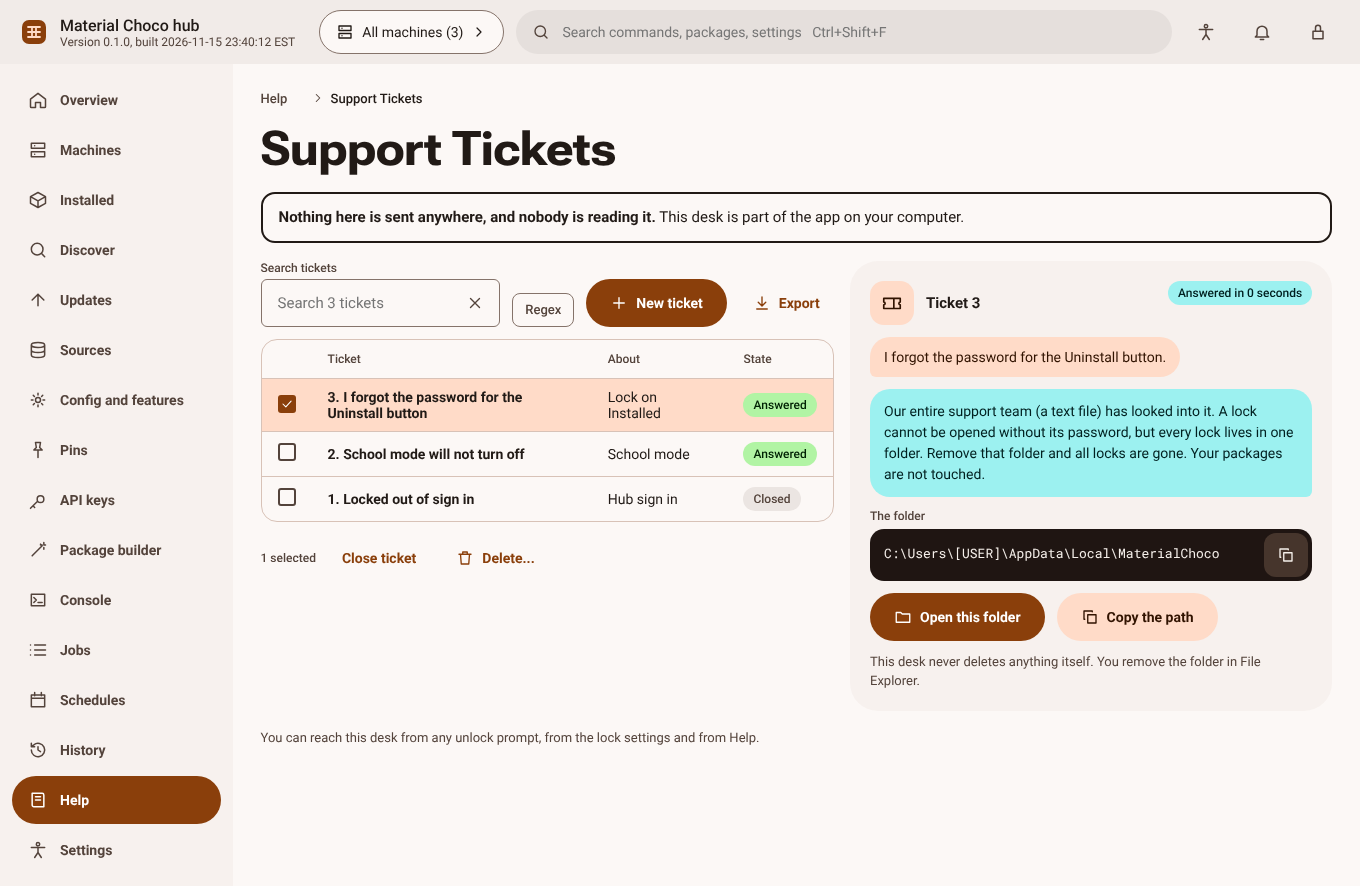 Material Choco hub
Version 0.1.0, built 2026-11-15 23:40:12 EST
All machines (3)
Search commands, packages, settings Ctrl+Shift+F
Overview
Machines
Installed
Discover
Updates
Sources
Config and features
Pins
API keys
Package builder
Console
Jobs
Schedules
History
Help
Settings
Help
Support Tickets
Support Tickets
Nothing here is sent anywhere, and nobody is reading it. This desk is part of the app on your computer.
Search tickets
Search 3 tickets
Regex
New ticket
Export
Ticket About State
3. I forgot the password for the
Uninstall button
Lock on
Installed
Answered
2. School mode will not turn off School mode Answered
1. Locked out of sign in Hub sign in Closed
1 selected
Close ticket
Delete...
Ticket 3
Answered in 0 seconds
I forgot the password for the Uninstall button.
Our entire support team (a text file) has looked into it. A lock
cannot be opened without its password, but every lock lives in one
folder. Remove that folder and all locks are gone. Your packages
are not touched.
The folder
C:\Users\[USER]\AppData\Local\MaterialChoco
Open this folder
Copy the path
This desk never deletes anything itself. You remove the folder in File
Explorer.
You can reach this desk from any unlock prompt, from the lock settings and from Help.